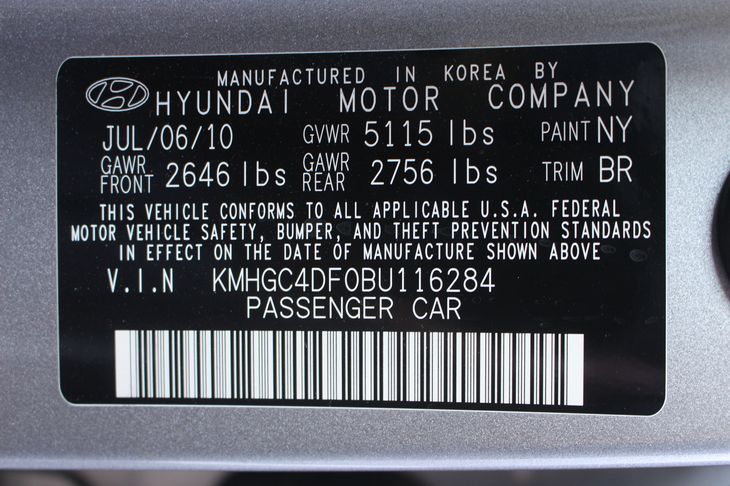 MANUFACTURED IN KOREA BY
HYUNDAI MOTOR COMPANY
JUL/06/10 GVWR 5115 lbs PAINT NY
GAWR FRONT 2646 lbs GAWR REAR 2756 lbs TRIM BR
THIS VEHICLE CONFORMS TO ALL APPLICABLE U.S.A. FEDERAL
MOTOR VEHICLE SAFETY, BUMPER, AND THEFT PREVENTION STANDARDS
IN EFFECT ON THE DATE OF MANUFACTURE SHOWN ABOVE
V.I.N KMHGC4DF0BU116284
PASSENGER CAR